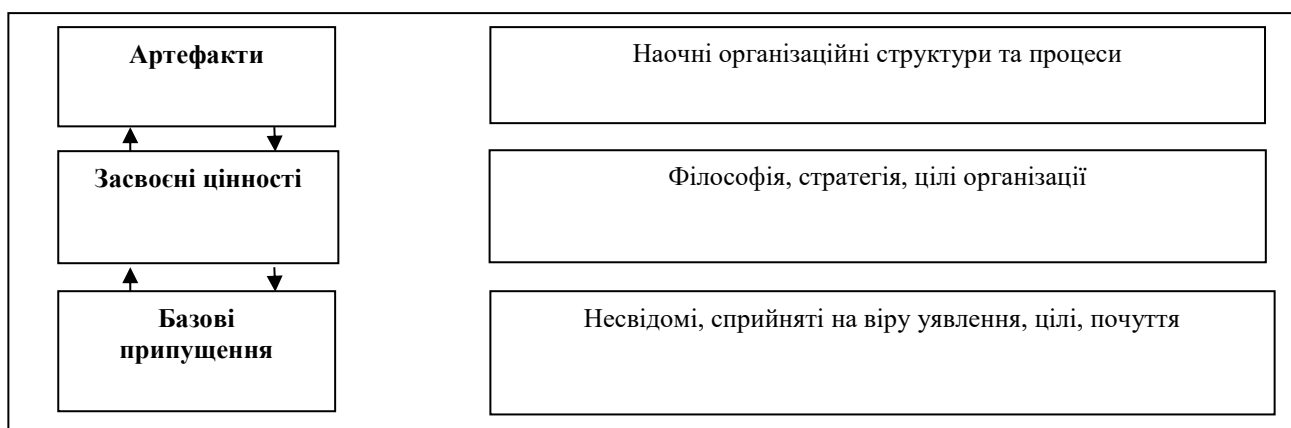 Артефакти
Наочні організаційні структури та процеси
Засвоєні цінності
Філософія, стратегія, цілі організації
Базові
припущення
Несвідомі, сприйняті на віру уявлення, цілі, почуття